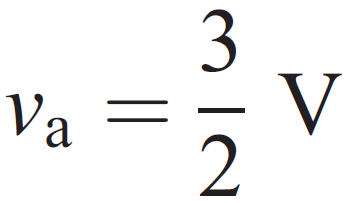 v_a = 3/2 V